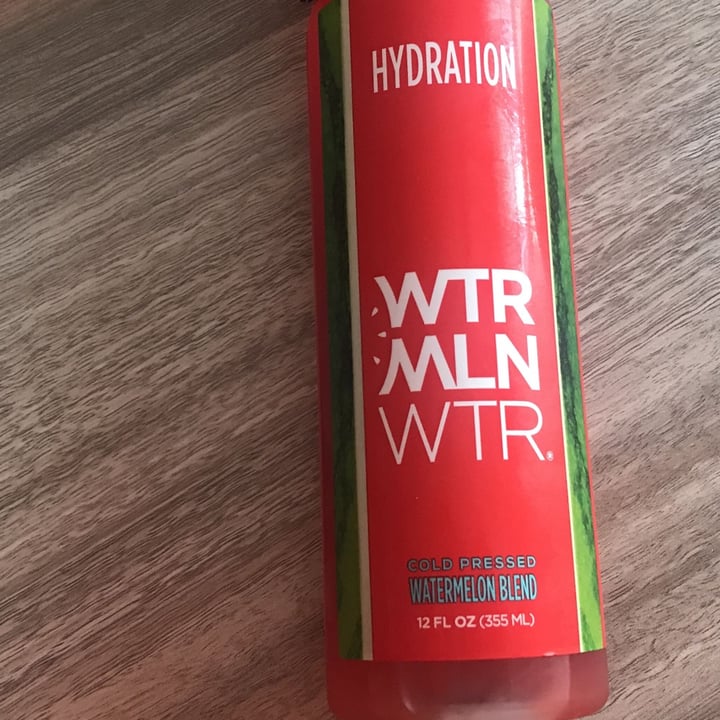 HYDRATION
WTR
MLN
WTR®
COLD PRESSED
WATERMELON BLEND
12 FL OZ (355 ML)